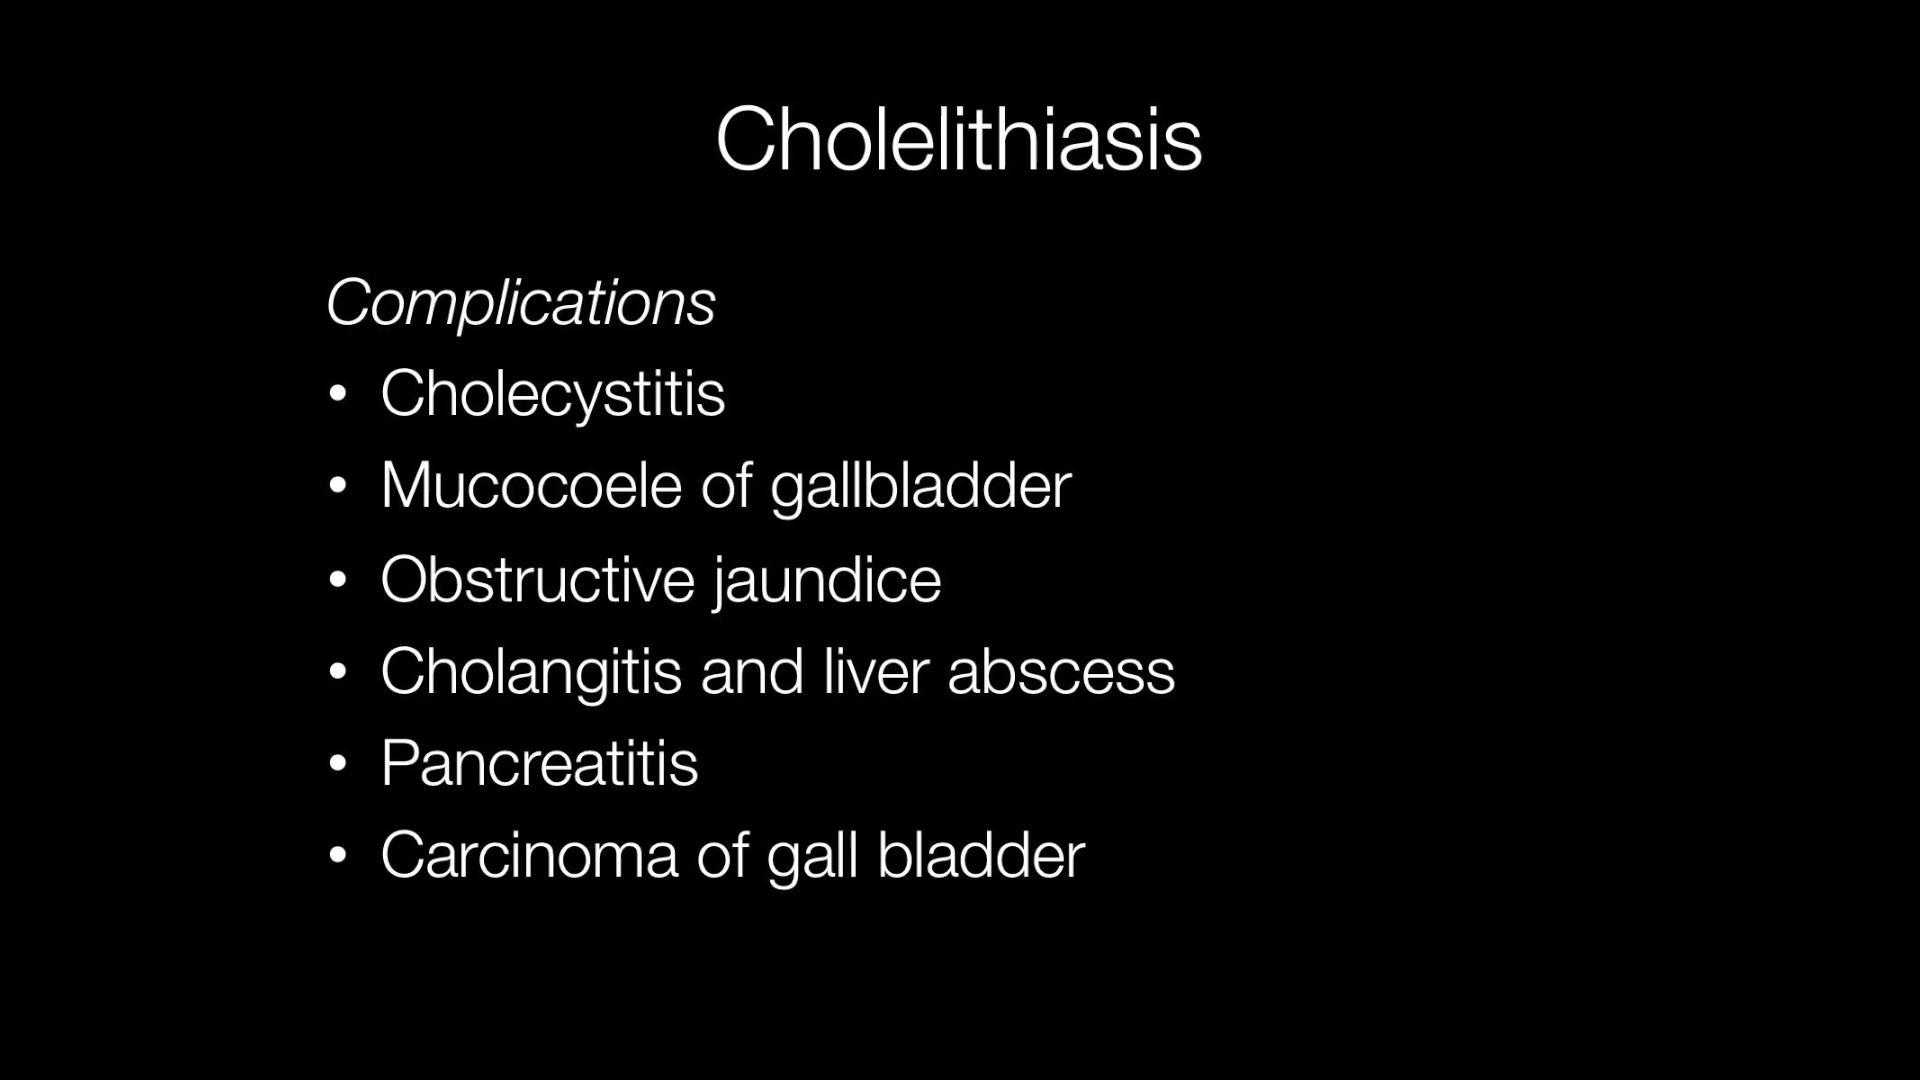 Cholelithiasis
Complications
• Cholecystitis
• Mucocoele of gallbladder
• Obstructive jaundice
• Cholangitis and liver abscess
• Pancreatitis
• Carcinoma of gall bladder